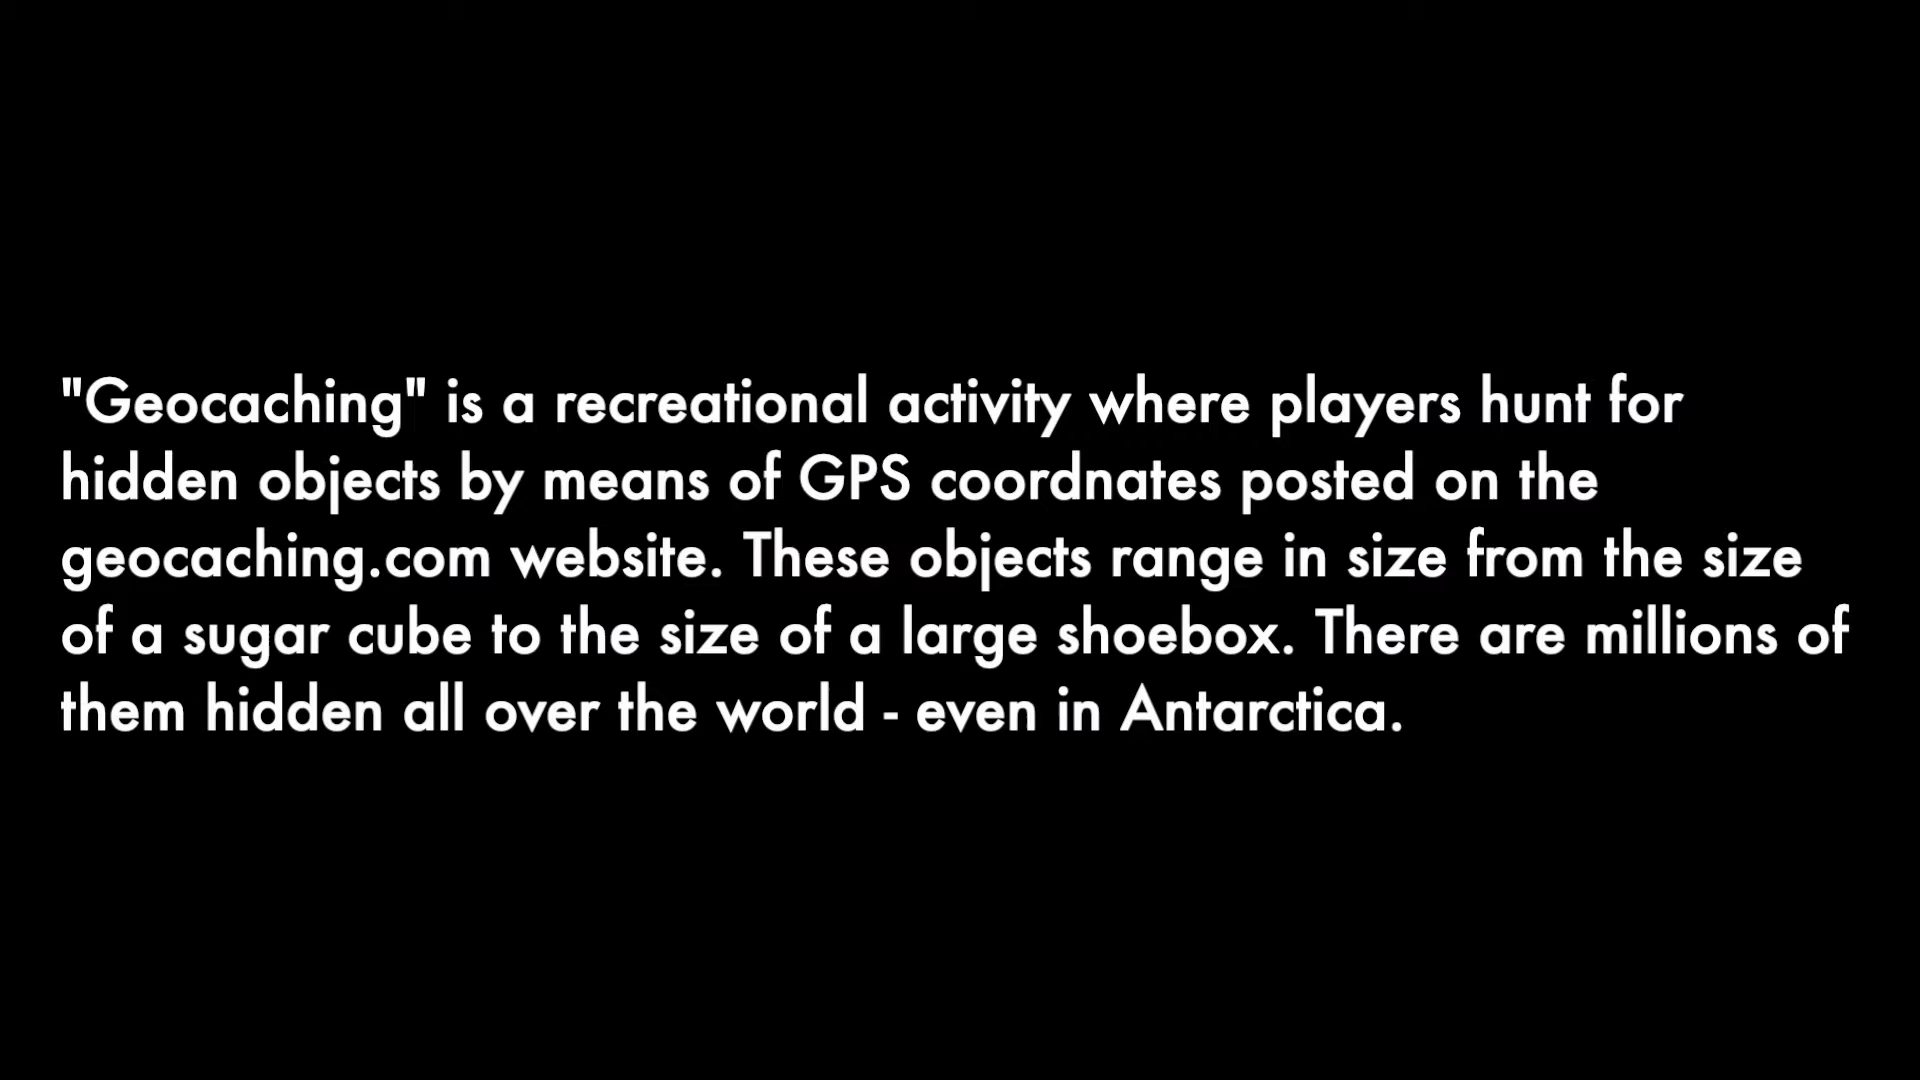 "Geocaching" is a recreational activity where players hunt for
hidden objects by means of GPS coordnates posted on the
geocaching.com website. These objects range in size from the size
of a sugar cube to the size of a large shoebox. There are millions of
them hidden all over the world - even in Antarctica.